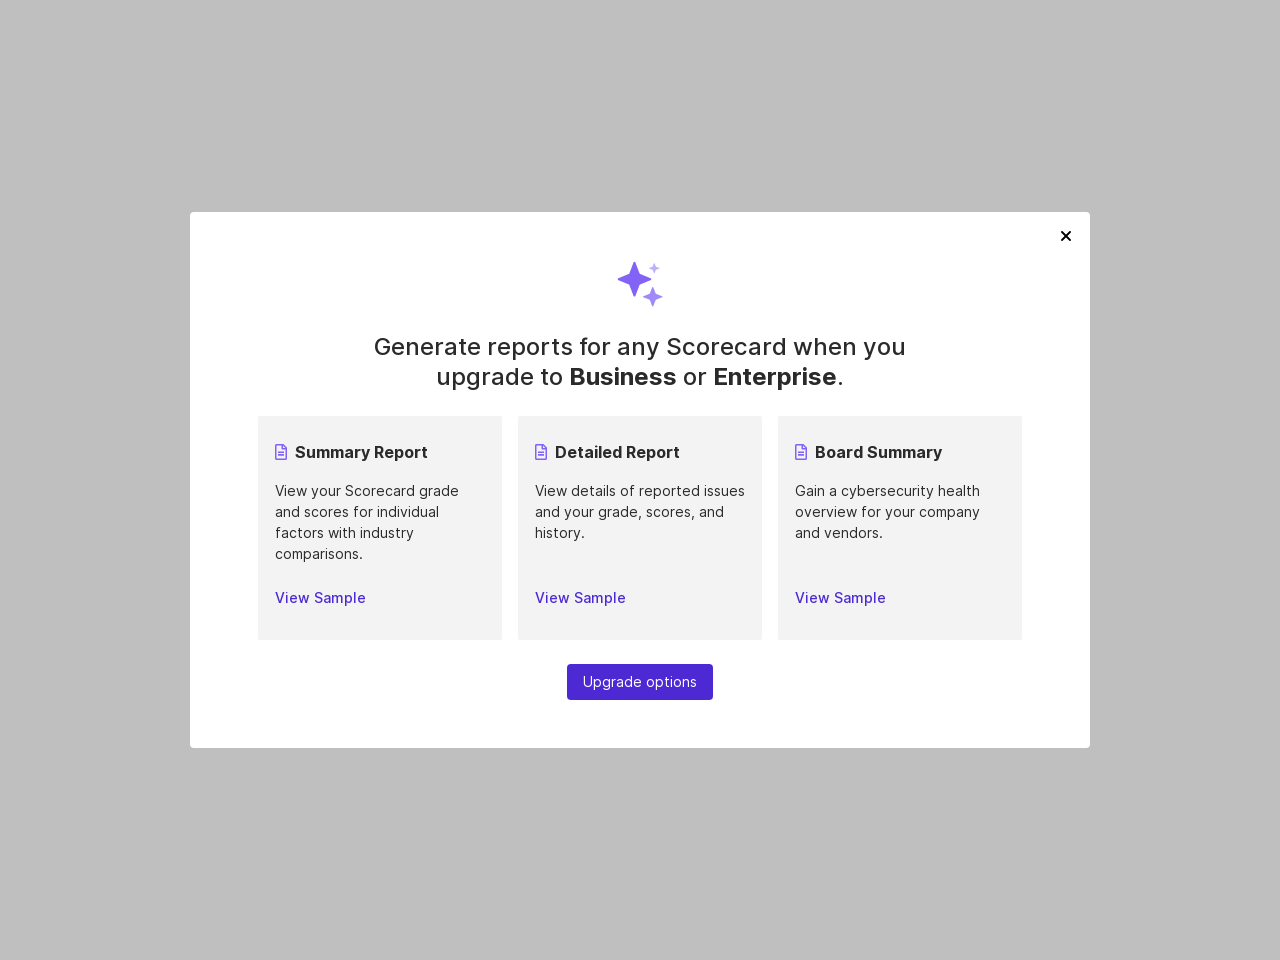 Generate reports for any Scorecard when you
upgrade to Business or Enterprise.
Summary Report
View your Scorecard grade
and scores for individual
factors with industry
comparisons.
View Sample
Detailed Report
View details of reported issues
and your grade, scores, and
history.
View Sample
Board Summary
Gain a cybersecurity health
overview for your company
and vendors.
View Sample
Upgrade options